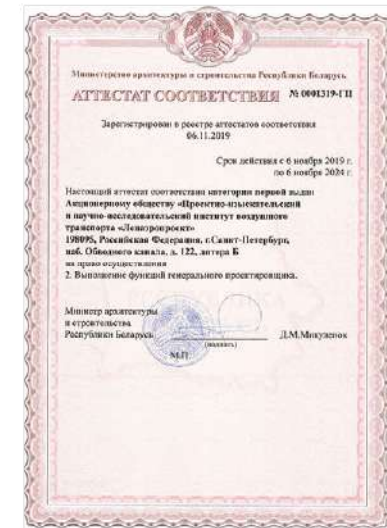 Министерство архитектуры и строительства Республики Беларусь
АТТЕСТАТ СООТВЕТСТВИЯ № 0001319-ГП
Зарегистрирован в реестре аттестатов соответствия
06.11.2019
Срок действия с 6 ноября 2019 г.
по 6 ноября 2024 г.
Настоящий аттестат соответствия категории первой выдан
Акционерному обществу «Проектно-изыскательский
и научно-исследовательский институт воздушного
транспорта «Ленаэропроект»
198095, Российская Федерация, г.Санкт-Петербург,
наб. Обводного канала, д. 122, литера Б
на право осуществления
2. Выполнение функций генерального проектировщика.
Министр архитектуры
и строительства
Республики Беларусь
Д.М.Микуленок
(подпись)
М.П.